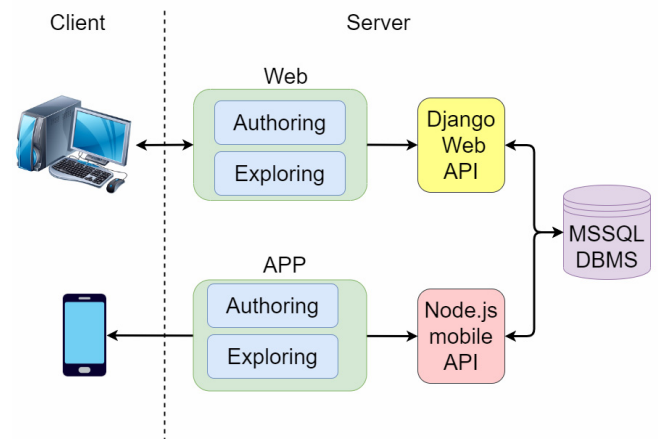 Client
Server
Web
Authoring
Exploring
Django
Web
API
MSSQL
DBMS
APP
Authoring
Exploring
Node.js
mobile
API